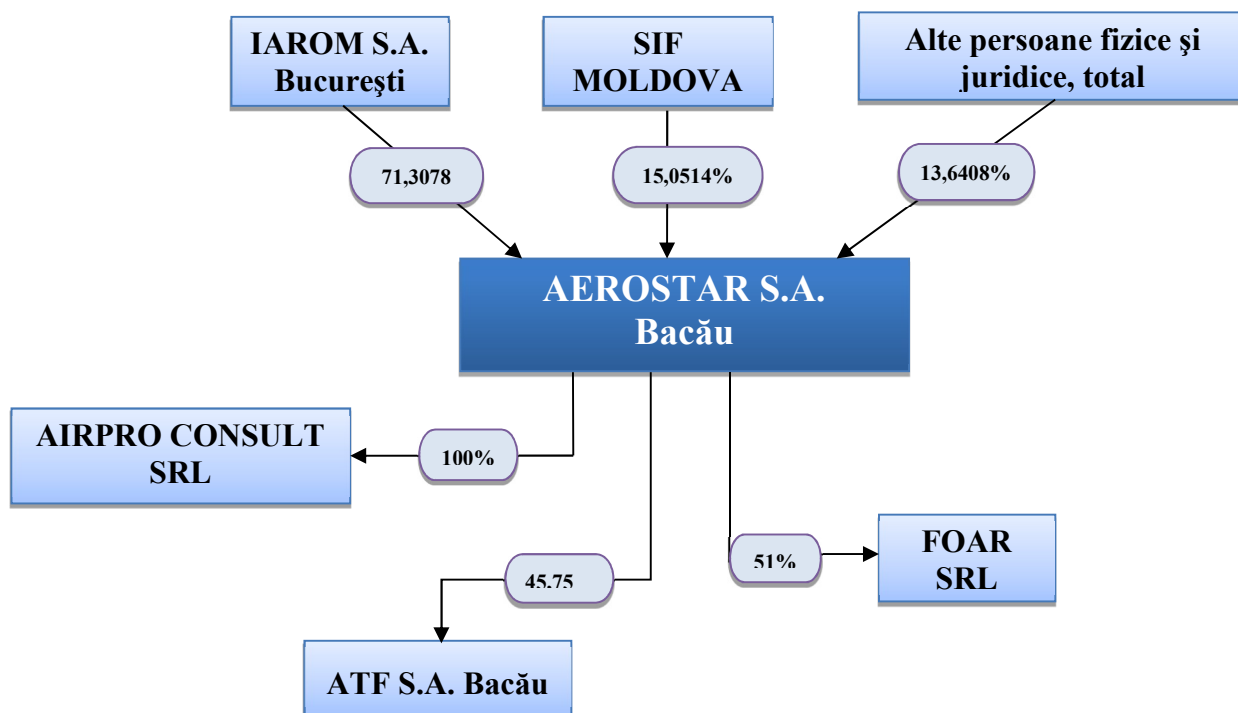 IAROM S.A.
Bucureşti
SIF
MOLDOVA
Alte persoane fizice şi
juridice, total
71,3078
15,0514%
13,6408%
AEROSTAR S.A.
Bacău
AIRPRO CONSULT
SRL
100%
FOAR
SRL
51%
45,75
ATF S.A. Bacău